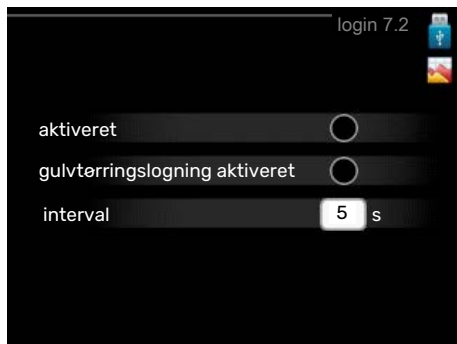 login 7.2
aktiveret
gulvtørringslogning aktiveret
interval 5 s